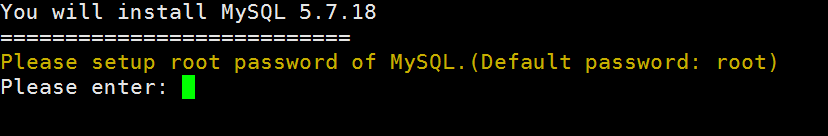 You will install MySQL 5.7.18
===========================
Please setup root password of MySQL.(Default password: root)
Please enter: